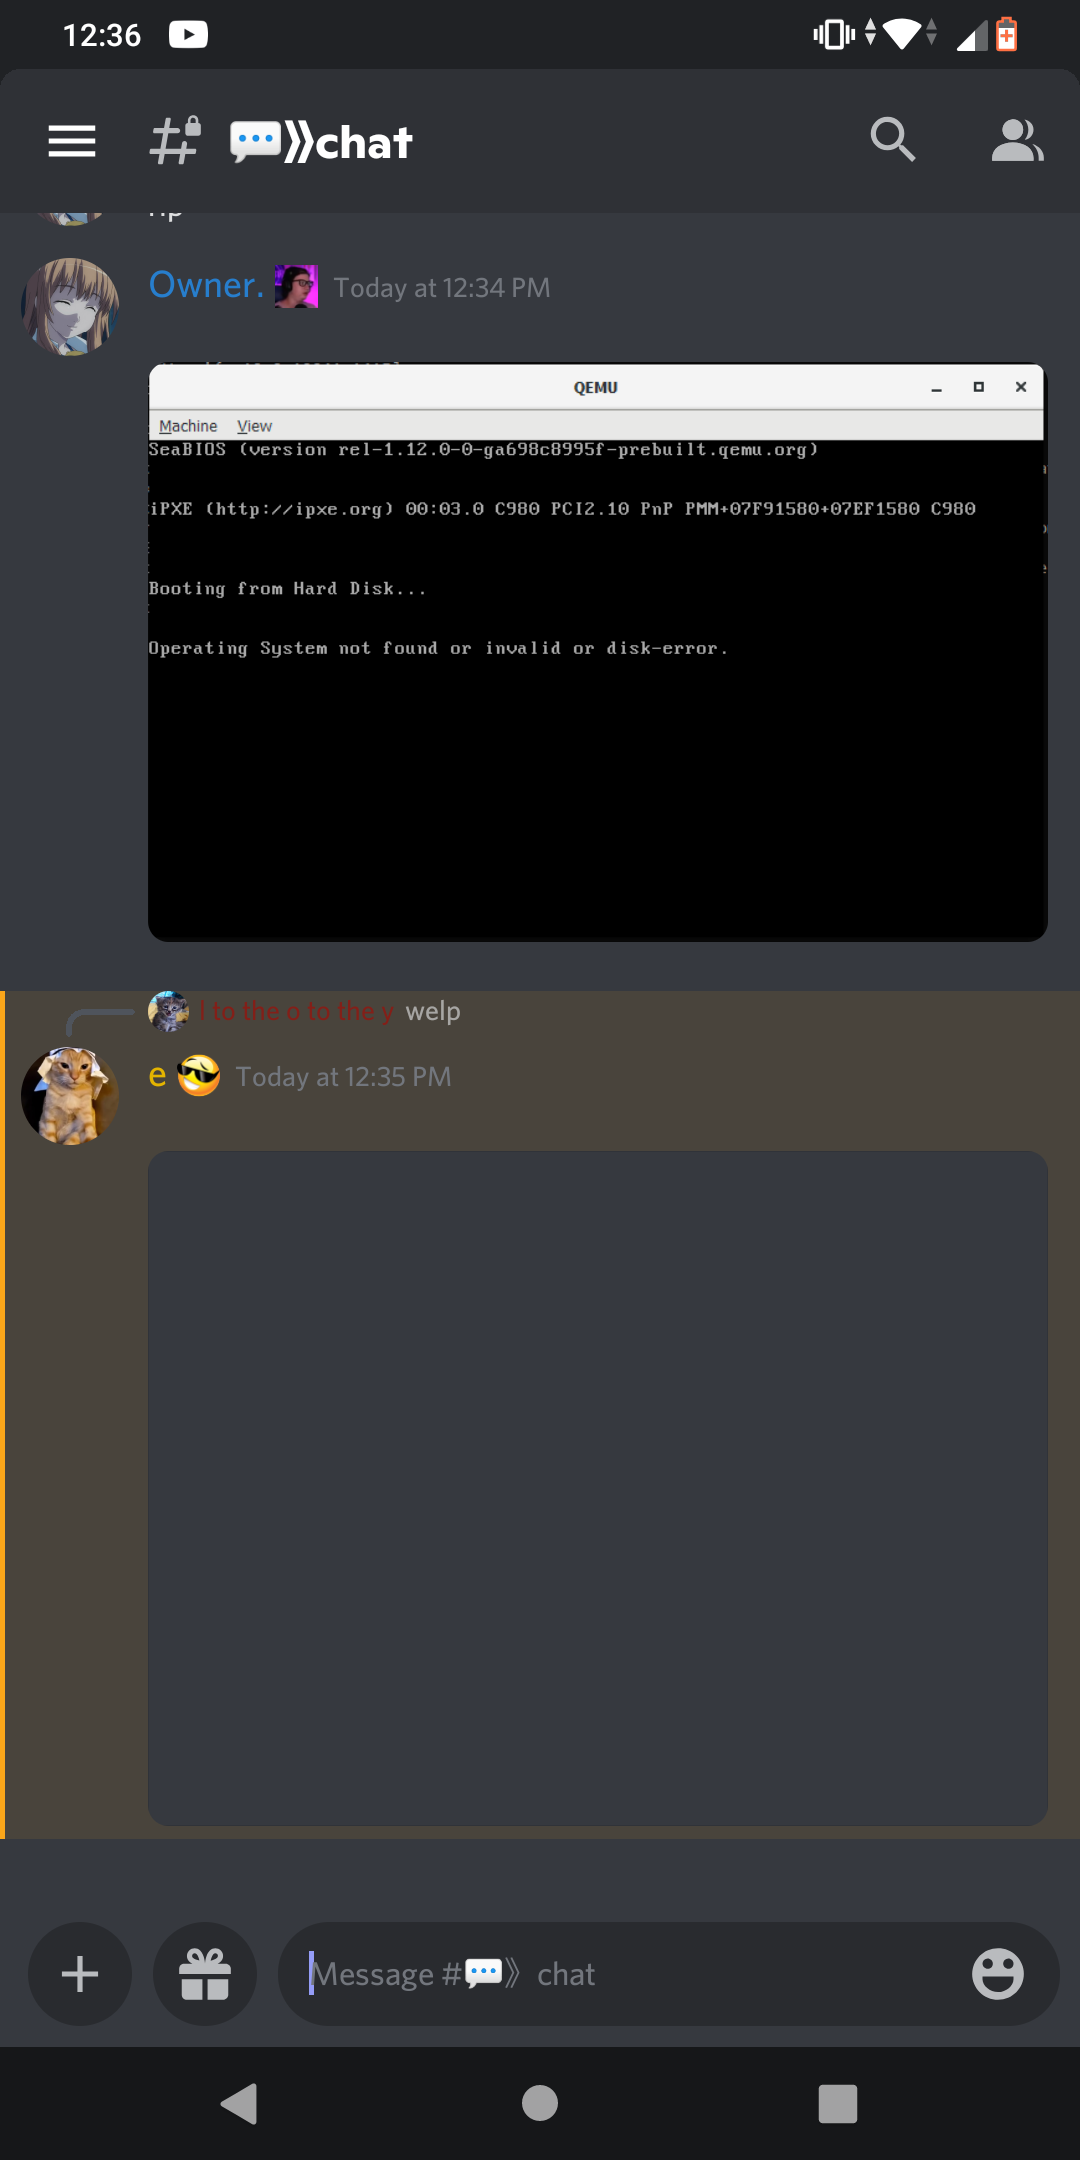 12:36
💬》chat
Owner. Today at 12:34 PM
QEMU
Machine View
SeaBIOS (version rel-1.12.0-0-ga698c8995f-prebuilt.qemu.org)
iPXE (http://ipxe.org) 00:03.0 C980 PCI2.10 PnP PMM+07F91580+07EF1580 C980
Booting from Hard Disk...
Operating System not found or invalid or disk-error.
l to the o to the y welp
e Today at 12:35 PM
Message #💬》 chat